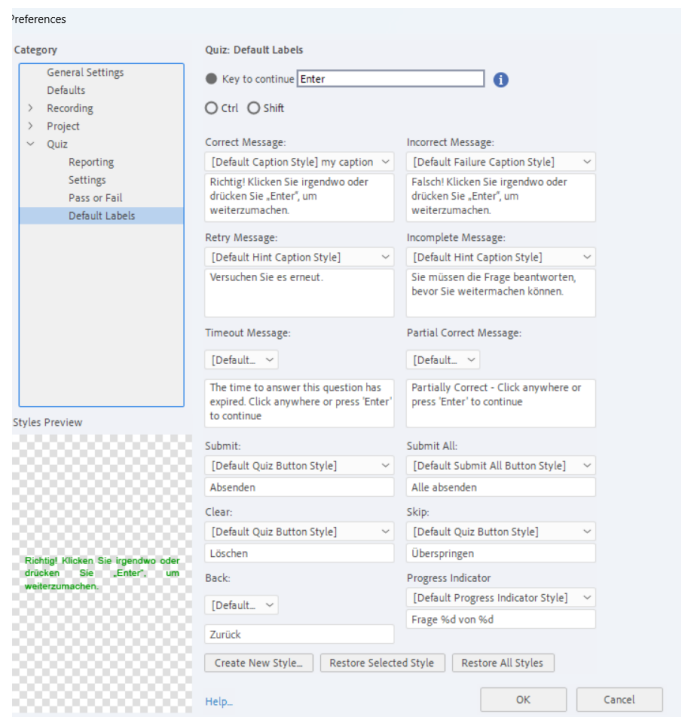 Preferences
Category
General Settings
Defaults
Recording
Project
Quiz
Reporting
Settings
Pass or Fail
Default Labels
Styles Preview
Richtig! Klicken Sie irgendwo oder
drücken Sie „Enter", um
weiterzumachen.
Quiz: Default Labels
Key to continue Enter
Ctrl Shift
Correct Message:
[Default Caption Style] my caption
Richtig! Klicken Sie irgendwo oder
drücken Sie „Enter", um
weiterzumachen.
Incorrect Message:
[Default Failure Caption Style]
Falsch! Klicken Sie irgendwo oder
drücken Sie „Enter", um
weiterzumachen.
Retry Message:
[Default Hint Caption Style]
Versuchen Sie es erneut.
Incomplete Message:
[Default Hint Caption Style]
Sie müssen die Frage beantworten,
bevor Sie weitermachen können.
Timeout Message:
[Default...
The time to answer this question has
expired. Click anywhere or press 'Enter'
to continue
Partial Correct Message:
[Default...
Partially Correct - Click anywhere or
press 'Enter' to continue
Submit:
[Default Quiz Button Style]
Absenden
Submit All:
[Default Submit All Button Style]
Alle absenden
Clear:
[Default Quiz Button Style]
Löschen
Skip:
[Default Quiz Button Style]
Überspringen
Back:
[Default...
Zurück
Progress Indicator
[Default Progress Indicator Style]
Frage %d von %d
Create New Style... Restore Selected Style Restore All Styles
Help... OK Cancel